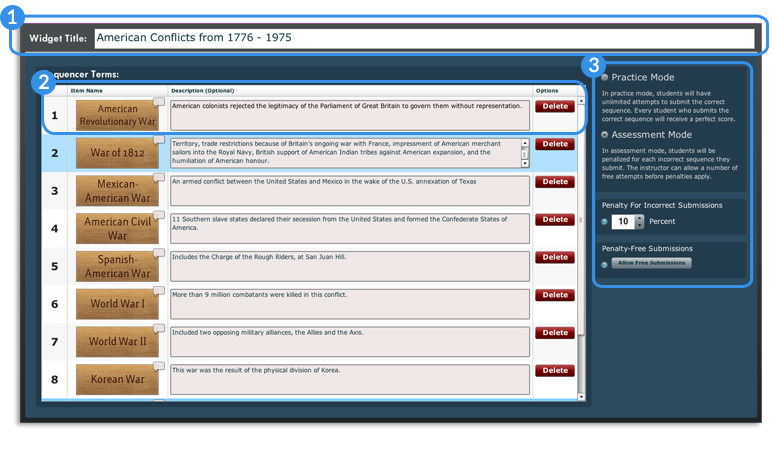 1
Widget Title: American Conflicts from 1776 - 1975
2
3
Sequencer Terms:
Item Name Description (Optional) Options
1 American Revolutionary War American colonists rejected the legitimacy of the Parliament of Great Britain to govern them without representation. Delete
2 War of 1812 Territory, trade restrictions because of Britain's ongoing war with France, impressment of American merchant
sailors into the Royal Navy, British support of American Indian tribes against American expansion, and the
humiliation of American honour. Delete
3 Mexican-American War An armed conflict between the United States and Mexico in the wake of the U.S. annexation of Texas Delete
4 American Civil War 11 Southern slave states declared their secession from the United States and formed the Confederate States of
America. Delete
5 Spanish-American War Includes the Charge of the Rough Riders, at San Juan Hill. Delete
6 World War I More than 9 million combatants were killed in this conflict. Delete
7 World War II Included two opposing military alliances, the Allies and the Axis. Delete
8 Korean War This war was the result of the physical division of Korea. Delete
Practice Mode
In practice mode, students will have
unlimited attempts to submit the correct
sequence. Every student who submits the
correct sequence will receive a perfect score.
Assessment Mode
In assessment mode, students will be
penalized for each incorrect sequence they
submit. The instructor can allow a number of
free attempts before penalties apply.
Penalty For Incorrect Submissions
? 10 Percent
Penalty-Free Submissions
? Allow Free Submissions